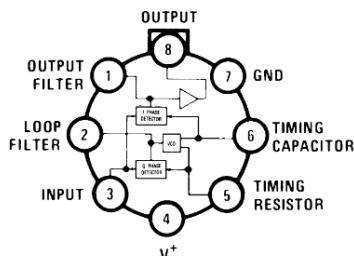 OUTPUT
8
OUTPUT
FILTER
1
7
GND
I PHASE
DETECTOR
LOOP
FILTER
2
VCO
6
TIMING
CAPACITOR
Q PHASE
DETECTOR
INPUT
3
5
TIMING
RESISTOR
4
V+